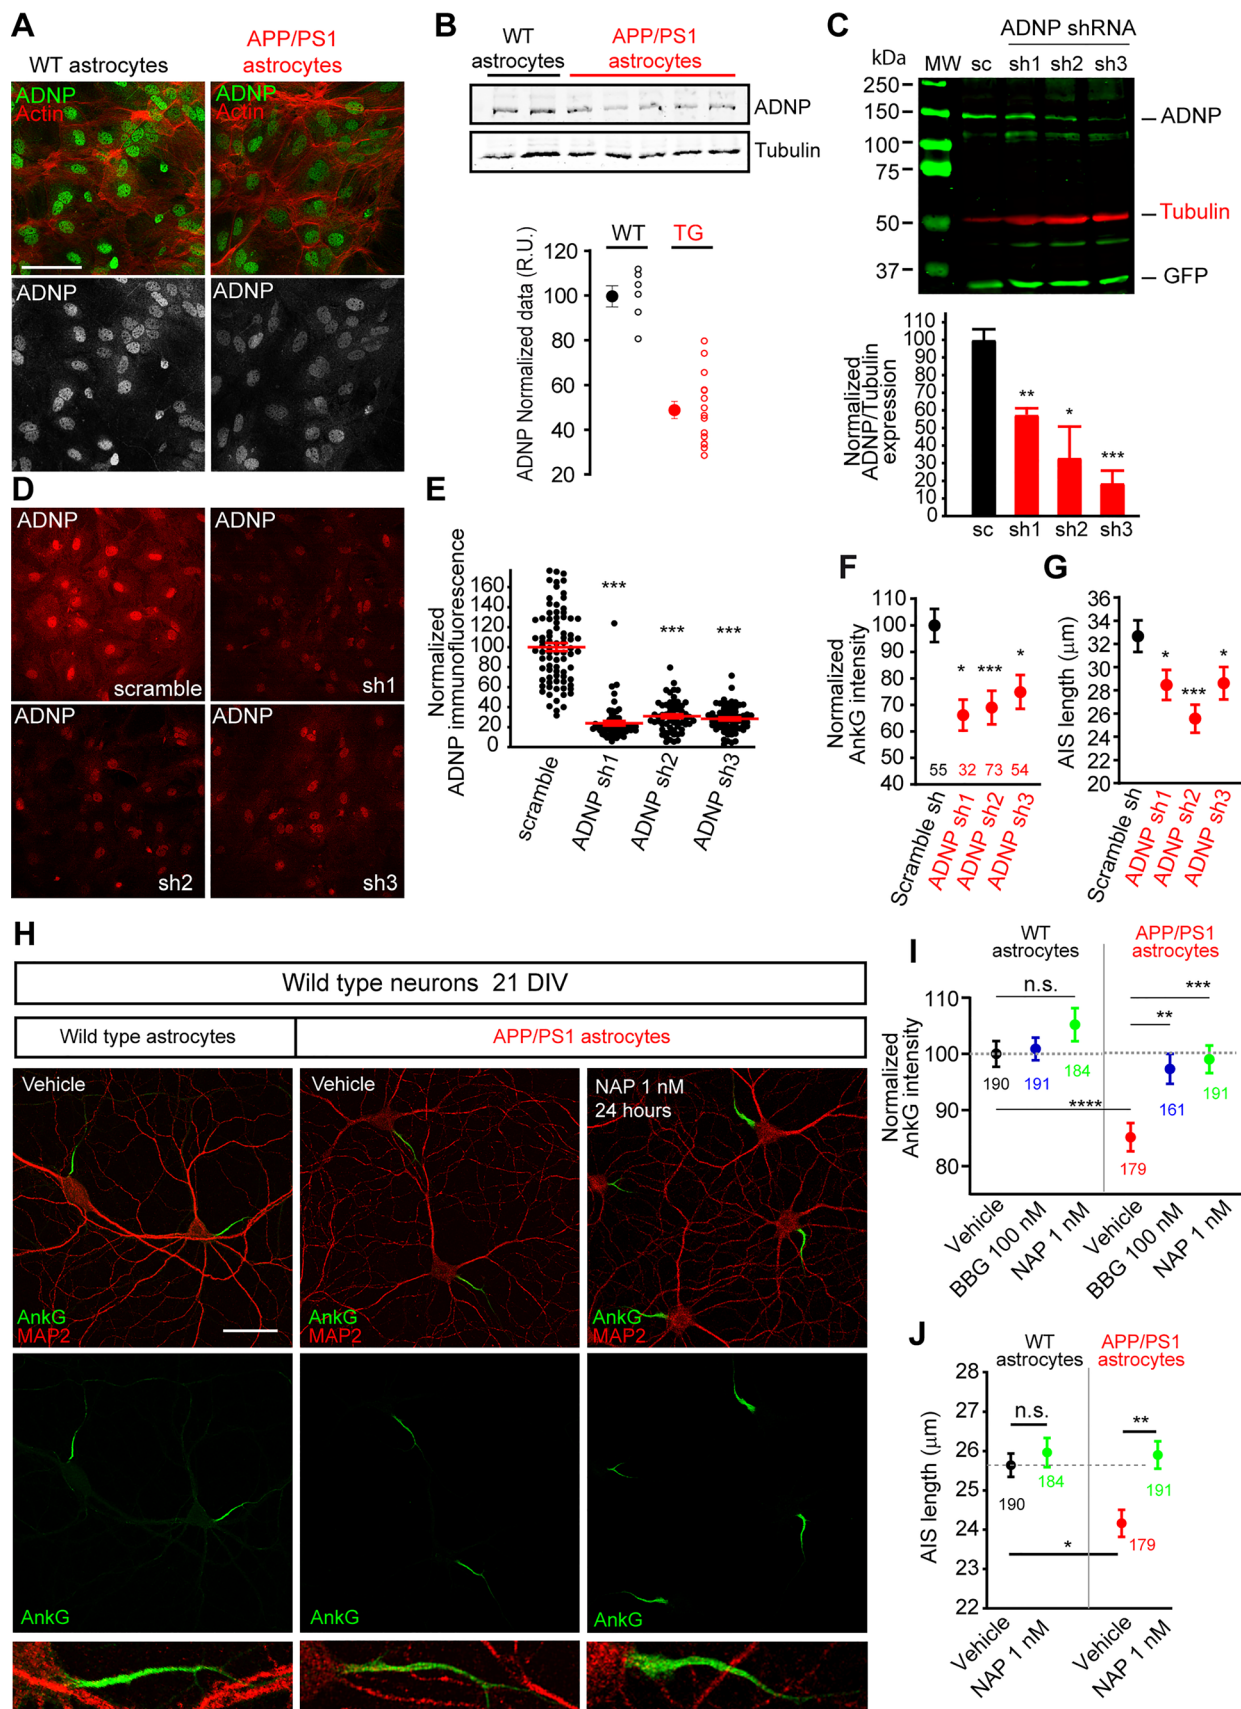 A
WT astrocytes
APP/PS1
astrocytes
ADNP
Actin
ADNP
Actin
ADNP
ADNP
B
WT
astrocytes
APP/PS1
astrocytes
ADNP
Tubulin
ADNP Normalized data (R.U.)
120
100
80
60
40
20
WT
TG
C
ADNP shRNA
kDa
MW sc sh1 sh2 sh3
250
150
100
75
50
37
ADNP
Tubulin
GFP
Normalized
ADNP/Tubulin
expression
110
100
90
80
70
60
50
40
30
20
10
0
**
*
***
sc sh1 sh2 sh3
D
ADNP
scramble
ADNP
sh1
ADNP
sh2
ADNP
sh3
E
Normalized
ADNP immunofluorescence
160
140
120
100
80
60
40
20
0
***
***
***
scramble
ADNP sh1
ADNP sh2
ADNP sh3
F
Normalized
AnkG intensity
110
100
90
80
70
60
50
40
* *** *
55 32 73 54
Scramble sh
ADNP sh1
ADNP sh2
ADNP sh3
G
AIS length (μm)
36
34
32
30
28
26
24
22
20
*
***
*
Scramble sh
ADNP sh1
ADNP sh2
ADNP sh3
H
Wild type neurons 21 DIV
Wild type astrocytes
APP/PS1 astrocytes
Vehicle
AnkG
MAP2
Vehicle
AnkG
MAP2
NAP 1 nM
24 hours
AnkG
MAP2
AnkG
AnkG
AnkG
I
WT
astrocytes
APP/PS1
astrocytes
Normalized
AnkG intensity
110
100
90
80
n.s.
***
**
****
190
191
184
179
161
191
Vehicle
BBG 100 nM
NAP 1 nM
Vehicle
BBG 100 nM
NAP 1 nM
J
WT
astrocytes
APP/PS1
astrocytes
AIS length (μm)
28
27
26
25
24
23
22
n.s.
**
*
190
184
179
191
Vehicle
NAP 1 nM
Vehicle
NAP 1 nM